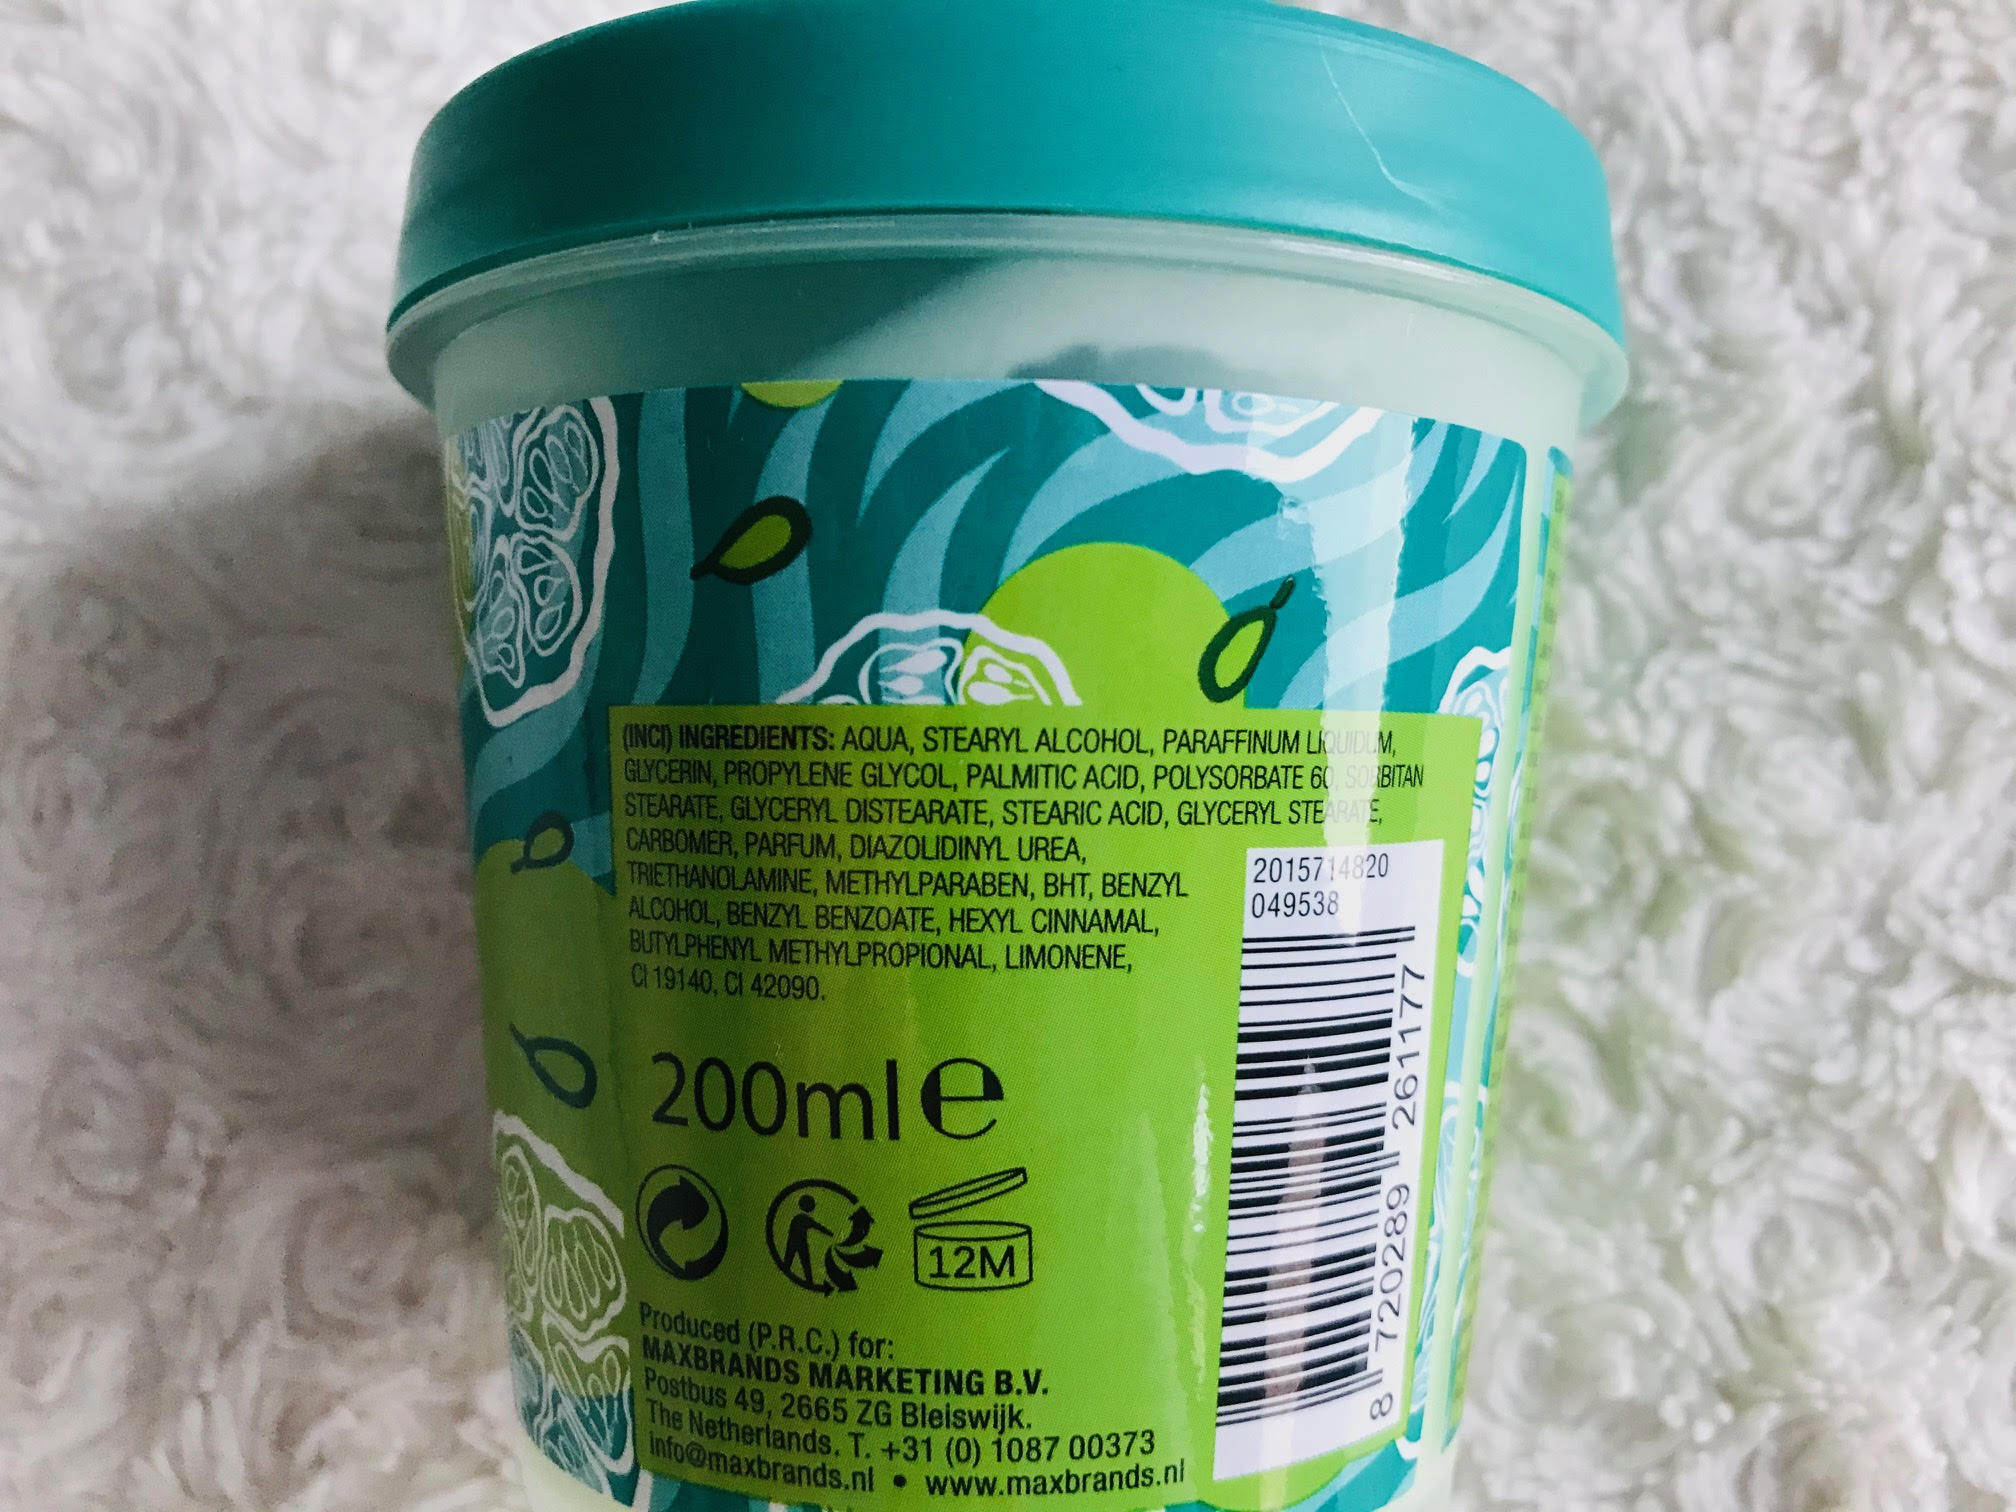 (INCI) INGREDIENTS: AQUA, STEARYL ALCOHOL, PARAFFINUM LIQUIDUM,
GLYCERIN, PROPYLENE GLYCOL, PALMITIC ACID, POLYSORBATE 60, SORBITAN
STEARATE, GLYCERYL DISTEARATE, STEARIC ACID, GLYCERYL STEARATE,
CARBOMER, PARFUM, DIAZOLIDINYL UREA,
TRIETHANOLAMINE, METHYLPARABEN, BHT, BENZYL
ALCOHOL, BENZYL BENZOATE, HEXYL CINNAMAL,
BUTYLPHENYL METHYLPROPIONAL, LIMONENE,
CI 19140, CI 42090.
2015714820
049538
8 720289 261177
200ml e
12M
Produced (P.R.C.) for:
MAXBRANDS MARKETING B.V.
Postbus 49, 2665 ZG Bleiswijk.
The Netherlands. T. +31 (0) 1087 00373
info@maxbrands.nl • www.maxbrands.nl